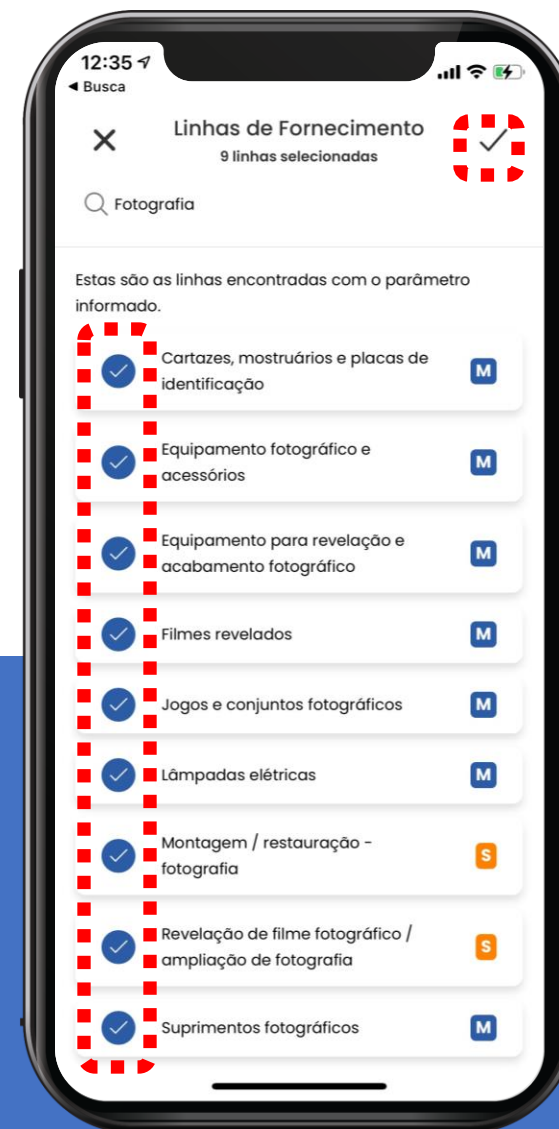 12:35
Busca
Linhas de Fornecimento
9 linhas selecionadas
Fotografia
Estas são as linhas encontradas com o parâmetro
informado.
Cartazes, mostruários e placas de
identificação
M
Equipamento fotográfico e
acessórios
M
Equipamento para revelação e
acabamento fotográfico
M
Filmes revelados
M
Jogos e conjuntos fotográficos
M
Lâmpadas elétricas
M
Montagem / restauração -
fotografia
S
Revelação de filme fotográfico /
ampliação de fotografia
S
Suprimentos fotográficos
M